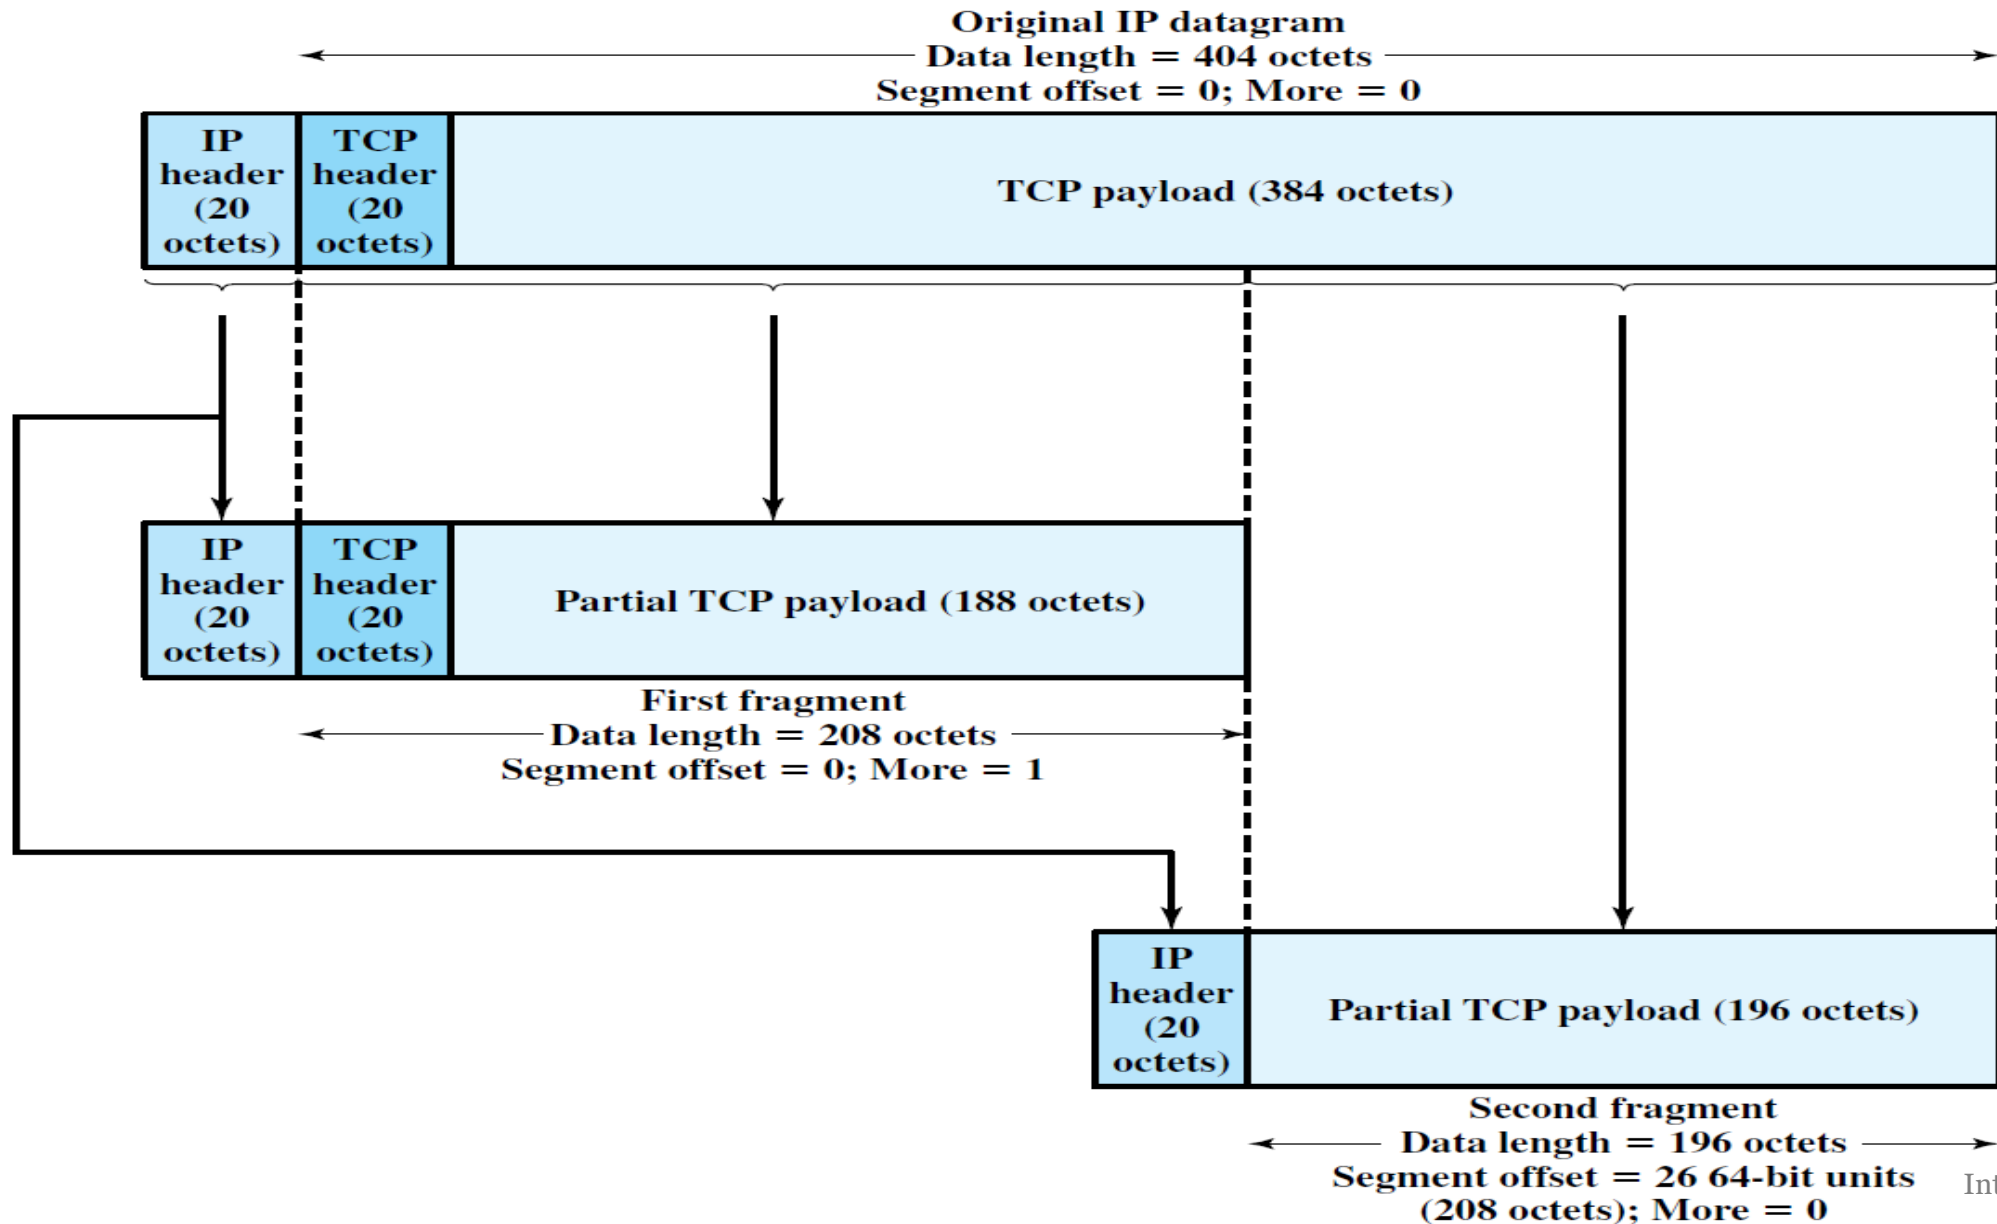 Original IP datagram
Data length = 404 octets
Segment offset = 0; More = 0
IP
header
(20
octets)
TCP
header
(20
octets)
TCP payload (384 octets)
IP
header
(20
octets)
TCP
header
(20
octets)
Partial TCP payload (188 octets)
First fragment
Data length = 208 octets
Segment offset = 0; More = 1
IP
header
(20
octets)
Partial TCP payload (196 octets)
Second fragment
Data length = 196 octets
Segment offset = 26 64-bit units
(208 octets); More = 0
Int